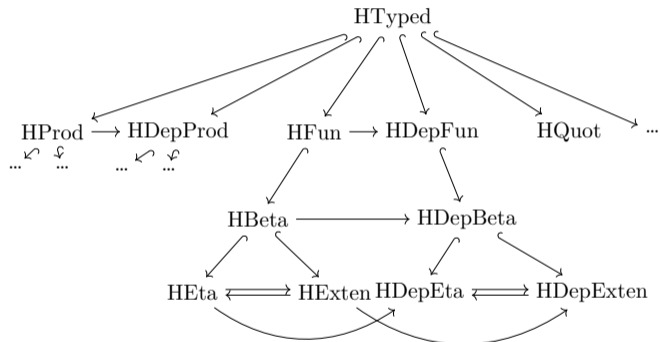 HTyped
HProd HDepProd HFun HDepFun HQuot ...
... ... ... ...
HBeta HDepBeta
HEta HExten HDepEta HDepExten